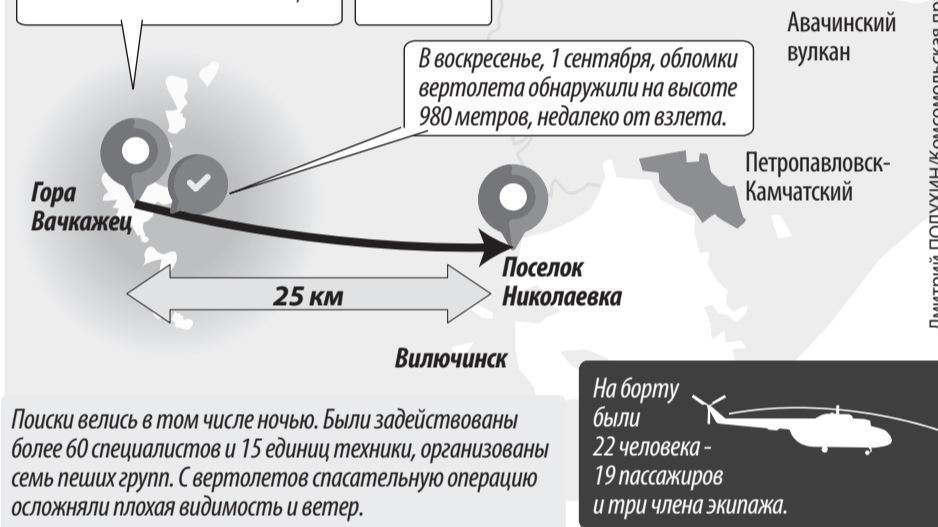 Авачинский
вулкан
В воскресенье, 1 сентября, обломки
вертолета обнаружили на высоте
980 метров, недалеко от взлета.
Петропавловск-
Камчатский
Гора
Вачкажец
Поселок
Николаевка
25 км
Вилючинск
Поиски велись в том числе ночью. Были задействованы
более 60 специалистов и 15 единиц техники, организованы
семь пеших групп. С вертолетов спасательную операцию
осложняли плохая видимость и ветер.
На борту
были
22 человека -
19 пассажиров
и три члена экипажа.
Дмитрий ПОЛУХИН/Комсомольская